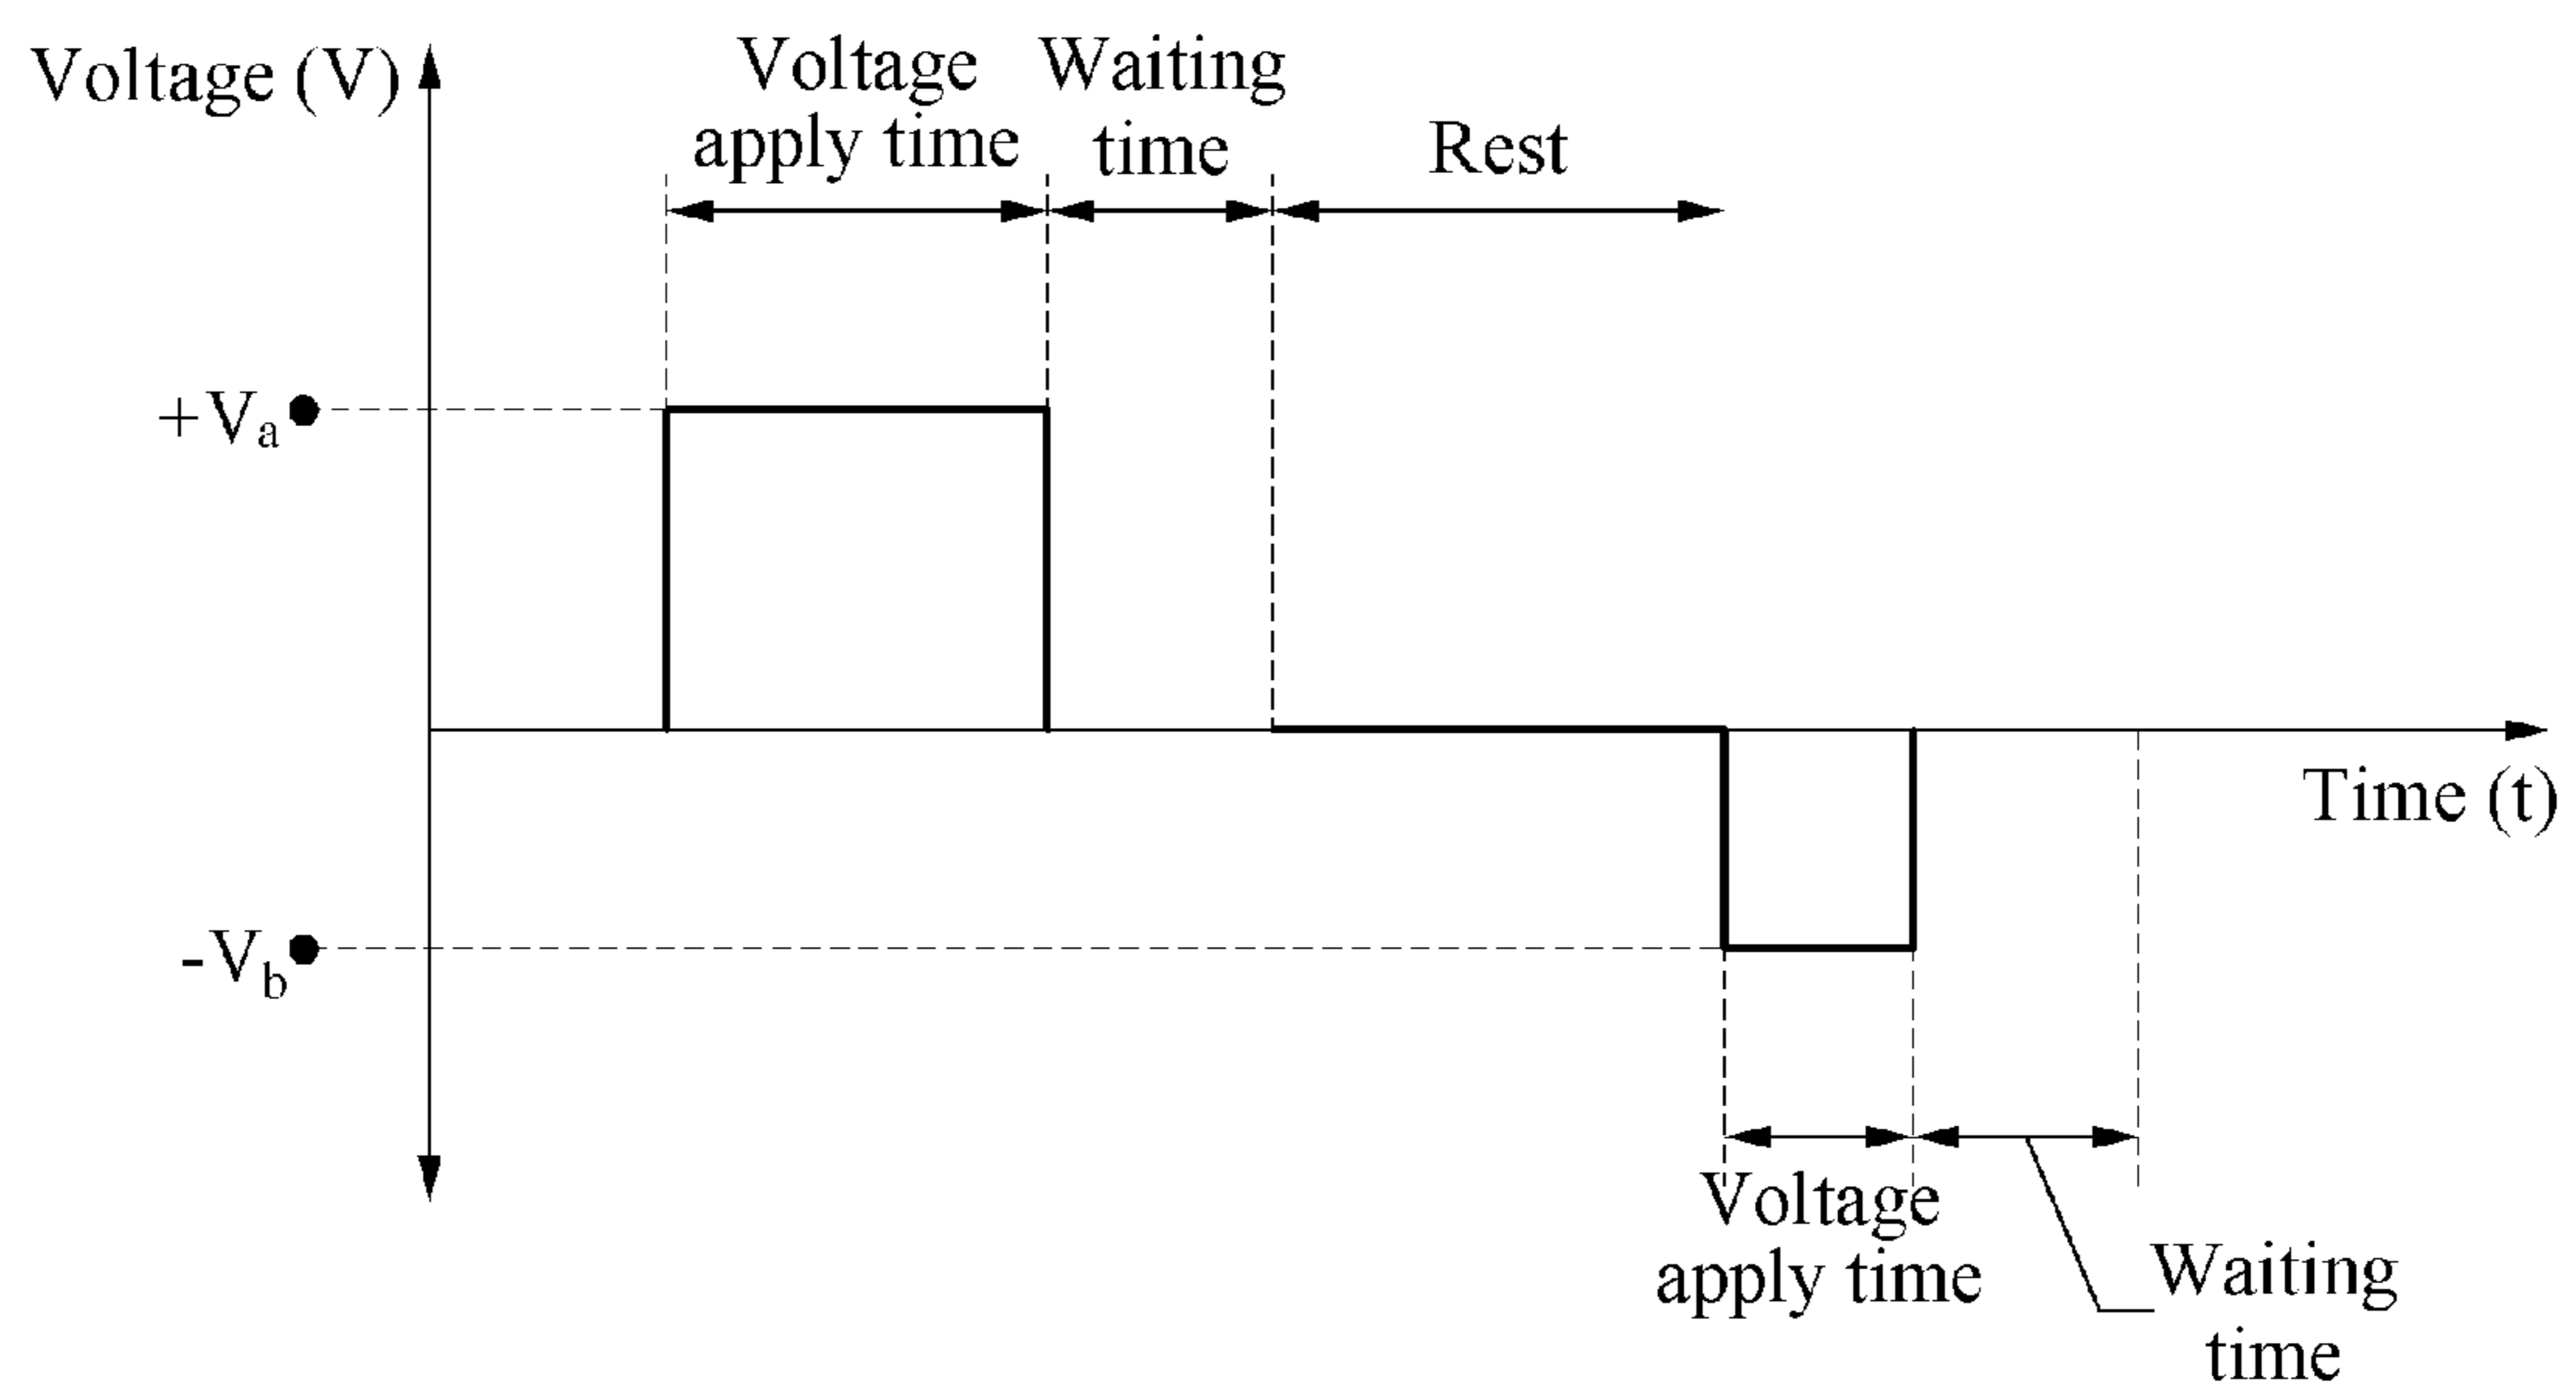 Voltage (V)
Voltage
apply time
Waiting
time
Rest
+Va
-Vb
Time (t)
Voltage
apply time
Waiting
time